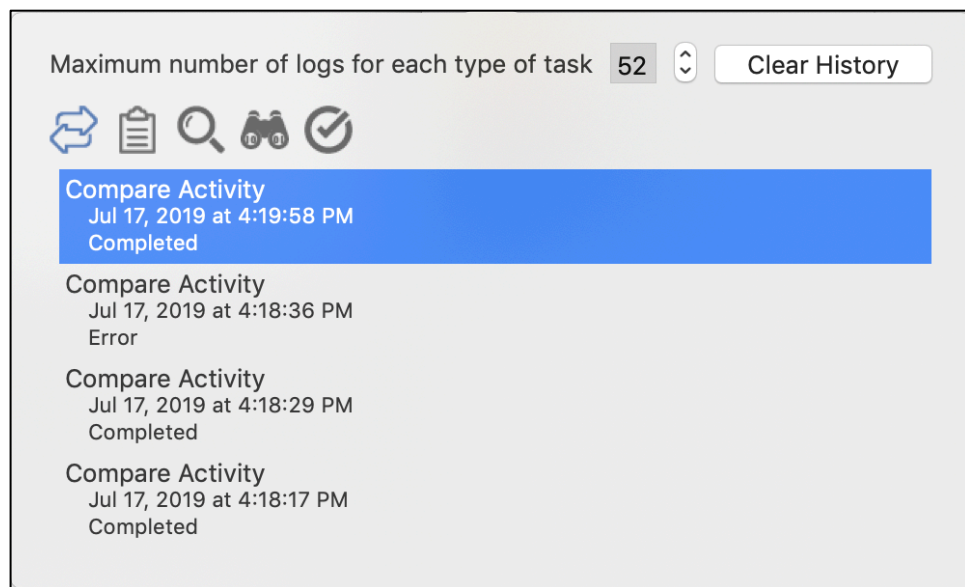 Maximum number of logs for each type of task 52 Clear History
Compare Activity
Jul 17, 2019 at 4:19:58 PM
Completed
Compare Activity
Jul 17, 2019 at 4:18:36 PM
Error
Compare Activity
Jul 17, 2019 at 4:18:29 PM
Completed
Compare Activity
Jul 17, 2019 at 4:18:17 PM
Completed